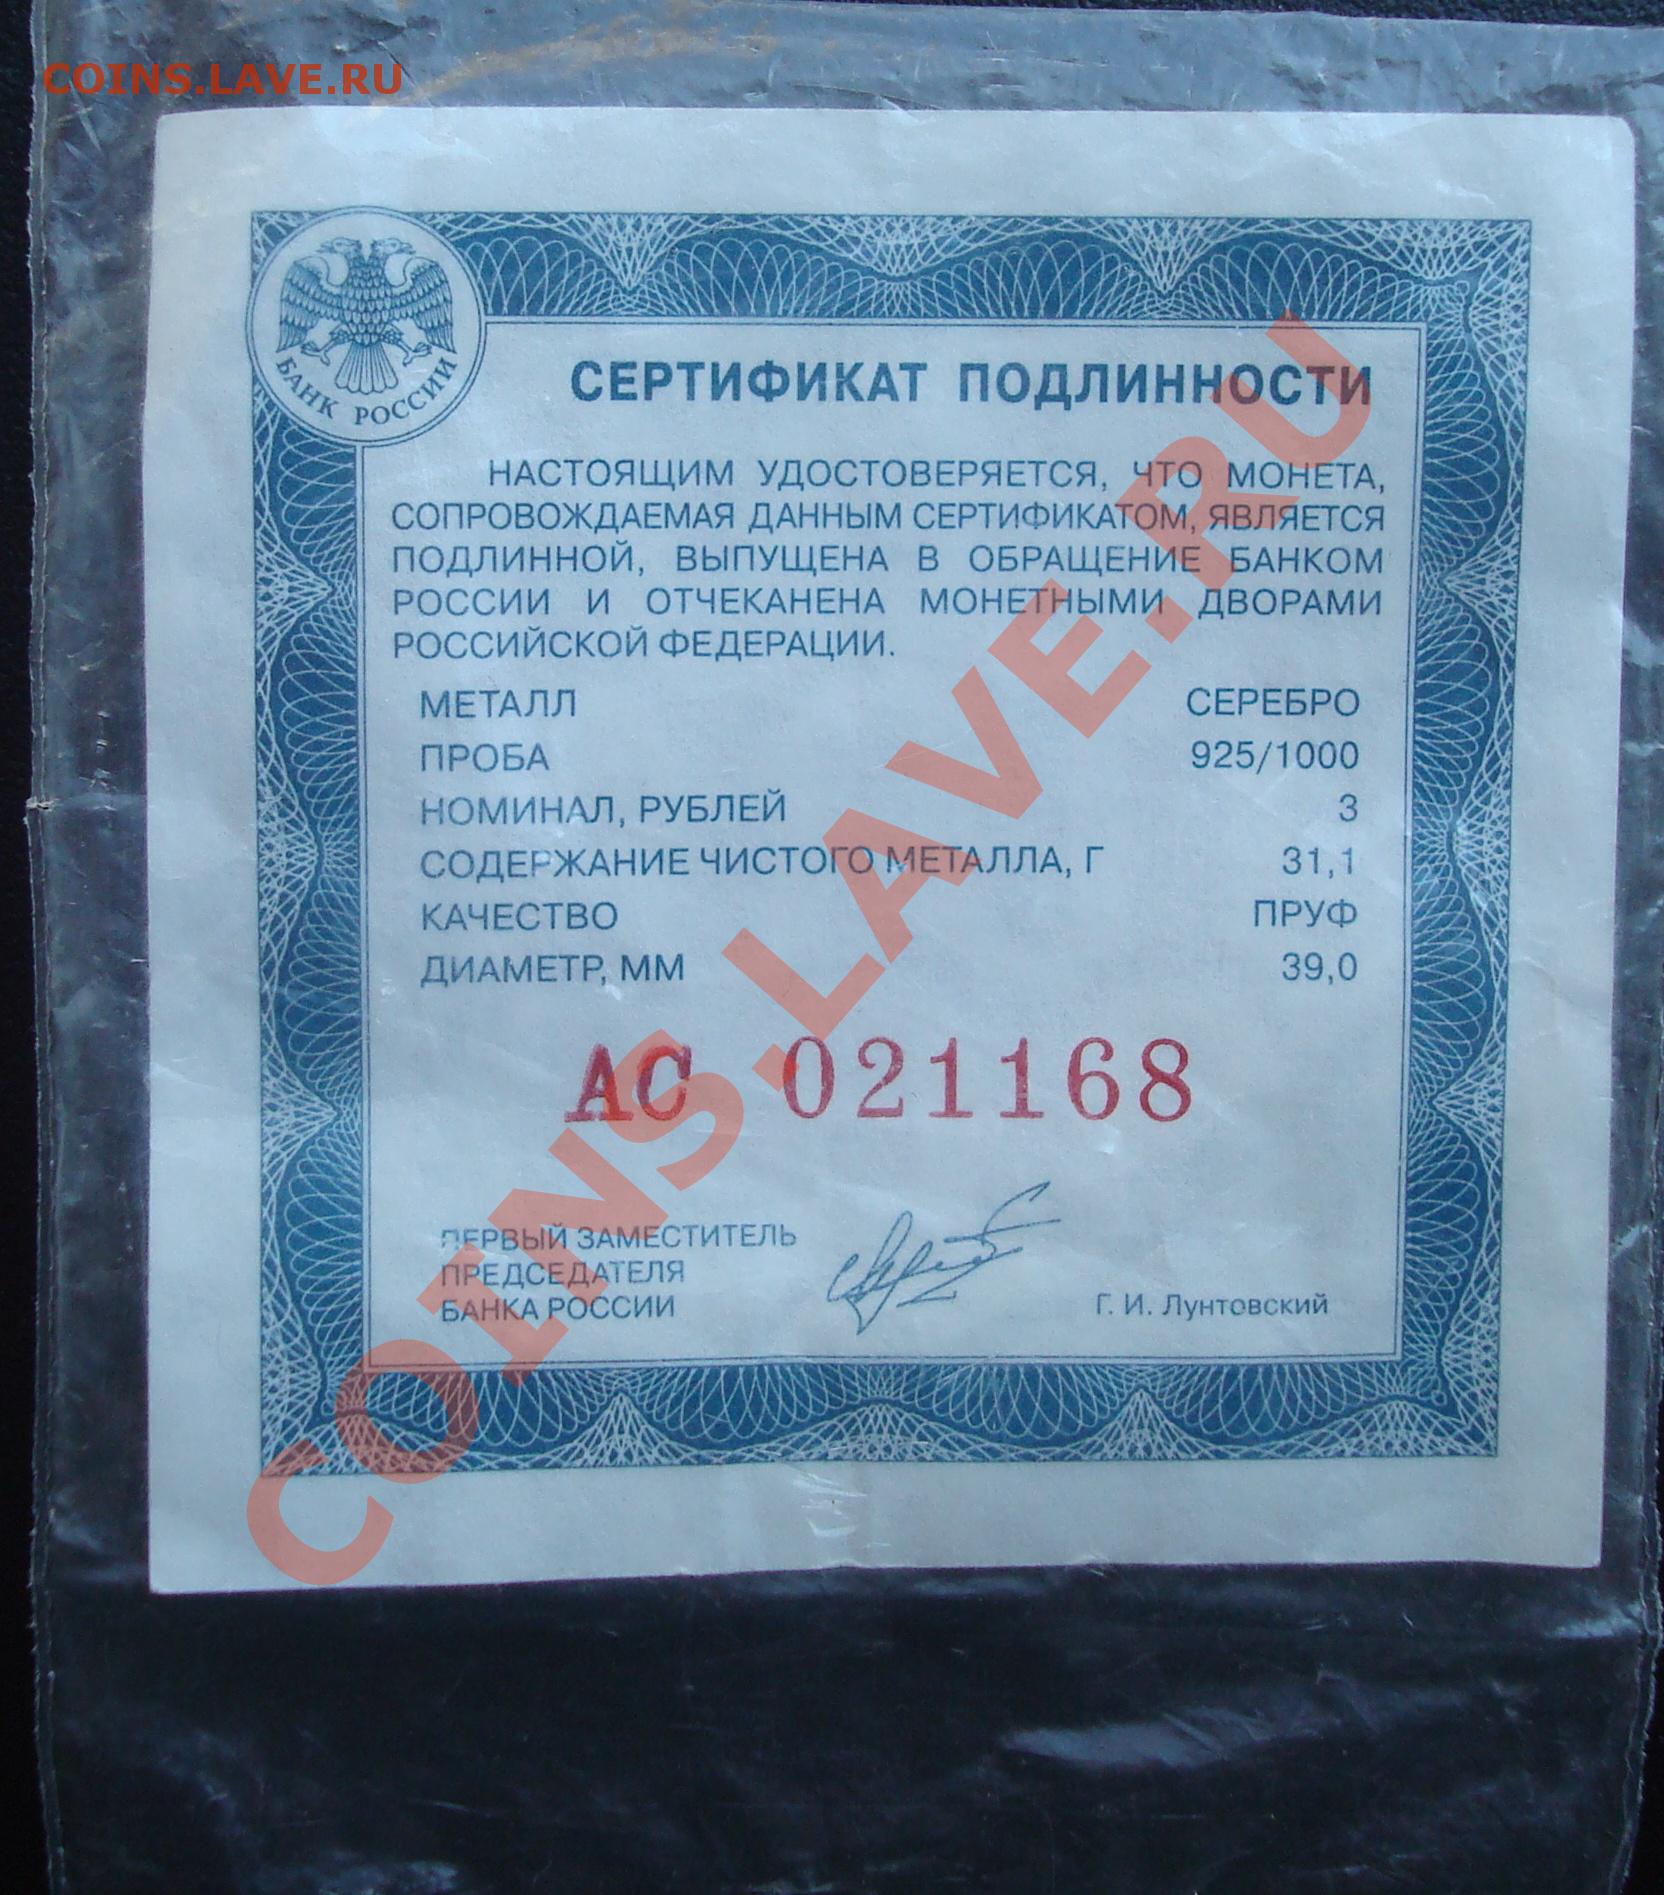 COINS.LAVE.RU
БАНК РОССИИ
СЕРТИФИКАТ ПОДЛИННОСТИ
НАСТОЯЩИМ УДОСТОВЕРЯЕТСЯ, ЧТО МОНЕТА,
СОПРОВОЖДАЕМАЯ ДАННЫМ СЕРТИФИКАТОМ, ЯВЛЯЕТСЯ
ПОДЛИННОЙ, ВЫПУЩЕНА В ОБРАЩЕНИЕ БАНКОМ
РОССИИ И ОТЧЕКАНЕНА МОНЕТНЫМИ ДВОРАМИ
РОССИЙСКОЙ ФЕДЕРАЦИИ.
МЕТАЛЛ СЕРЕБРО
ПРОБА 925/1000
НОМИНАЛ, РУБЛЕЙ 3
СОДЕРЖАНИЕ ЧИСТОГО МЕТАЛЛА, Г 31,1
КАЧЕСТВО ПРУФ
ДИАМЕТР, ММ 39,0
АС 021168
ПЕРВЫЙ ЗАМЕСТИТЕЛЬ
ПРЕДСЕДАТЕЛЯ
БАНКА РОССИИ Г. И. Лунтовский
COINS.LAVE.RU